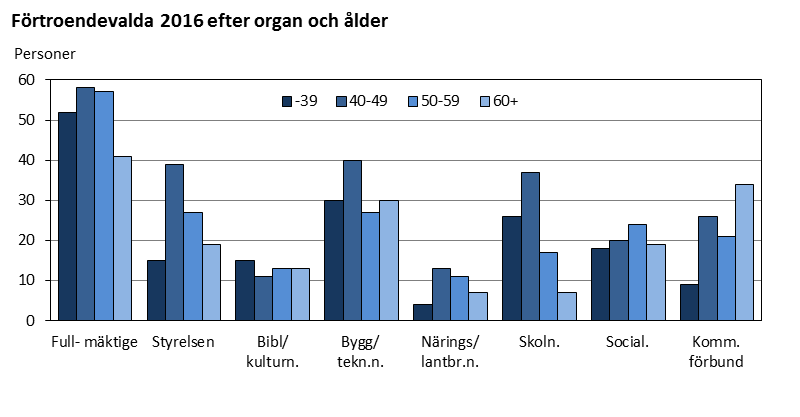 Förtroendevalda 2016 efter organ och ålder
Personer
-39 40-49 50-59 60+
60
50
40
30
20
10
0
Full- mäktige Styrelsen Bibl/ Bygg/ Närings/ Skoln. Social. Komm.
kulturn. tekn.n. lantbr.n. förbund